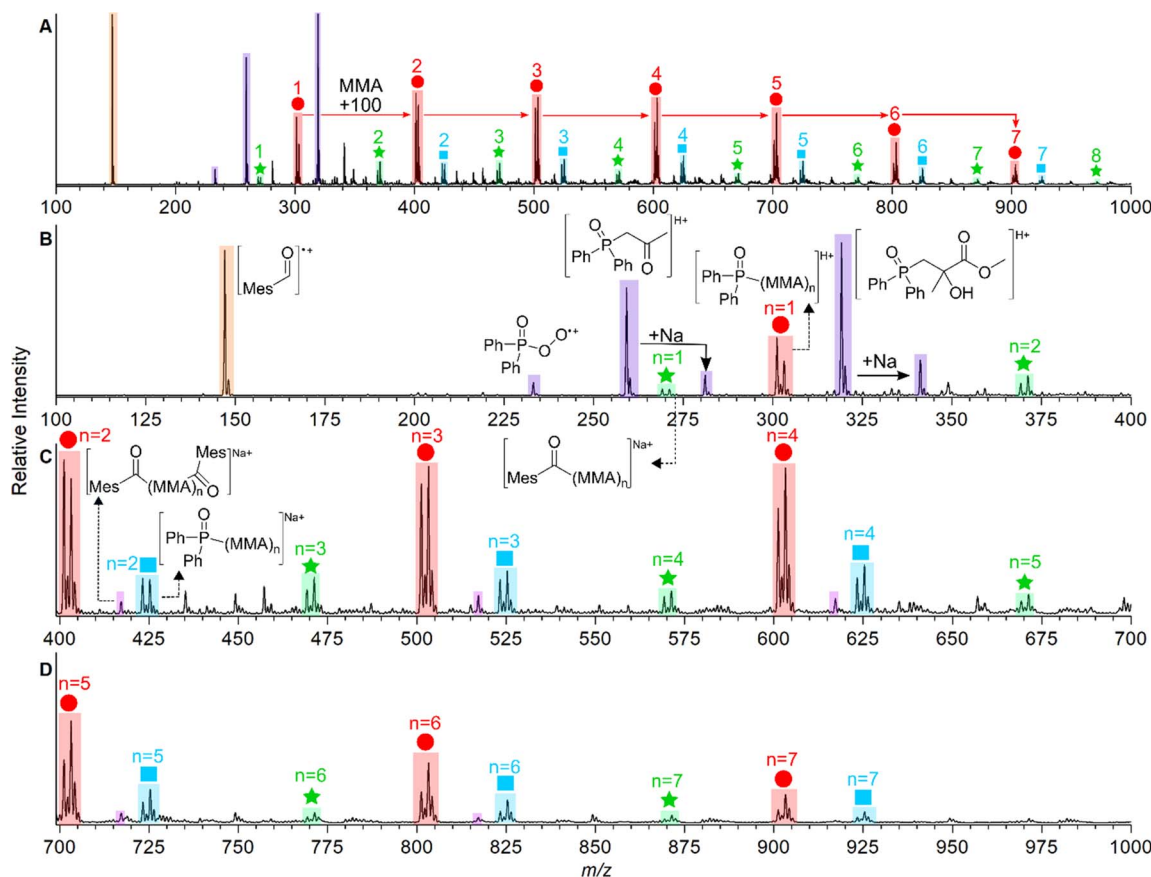 A
1
2
3
4
5
6
7
MMA
+100
1
2
2
3
3
4
4
5
5
6
6
7
7
8
100 200 300 400 500 600 700 800 900 1000
B
Mes
O
•+
Ph
O
P
Ph
O
O•+
+Na
n=1
O
P
Ph Ph
O
H+
O
Ph P (MMA)n
Ph
H+
n=1
O
P
Ph Ph
O
O
OH
H+
+Na
n=2
100 125 150 175 200 225 250 275 300 325 350 375 400
Relative Intensity
C
n=2
O
Mes
Mes (MMA)n O
Na+
O
Ph P (MMA)n
Ph
Na+
n=2
n=3
n=3
O
Mes (MMA)n
Na+
n=3
n=4
n=4
n=4
n=5
400 425 450 475 500 525 550 575 600 625 650 675 700
D
n=5
n=5
n=6
n=6
n=6
n=7
n=7
n=7
700 725 750 775 800 825 850 875 900 925 950 975 1000
m/z